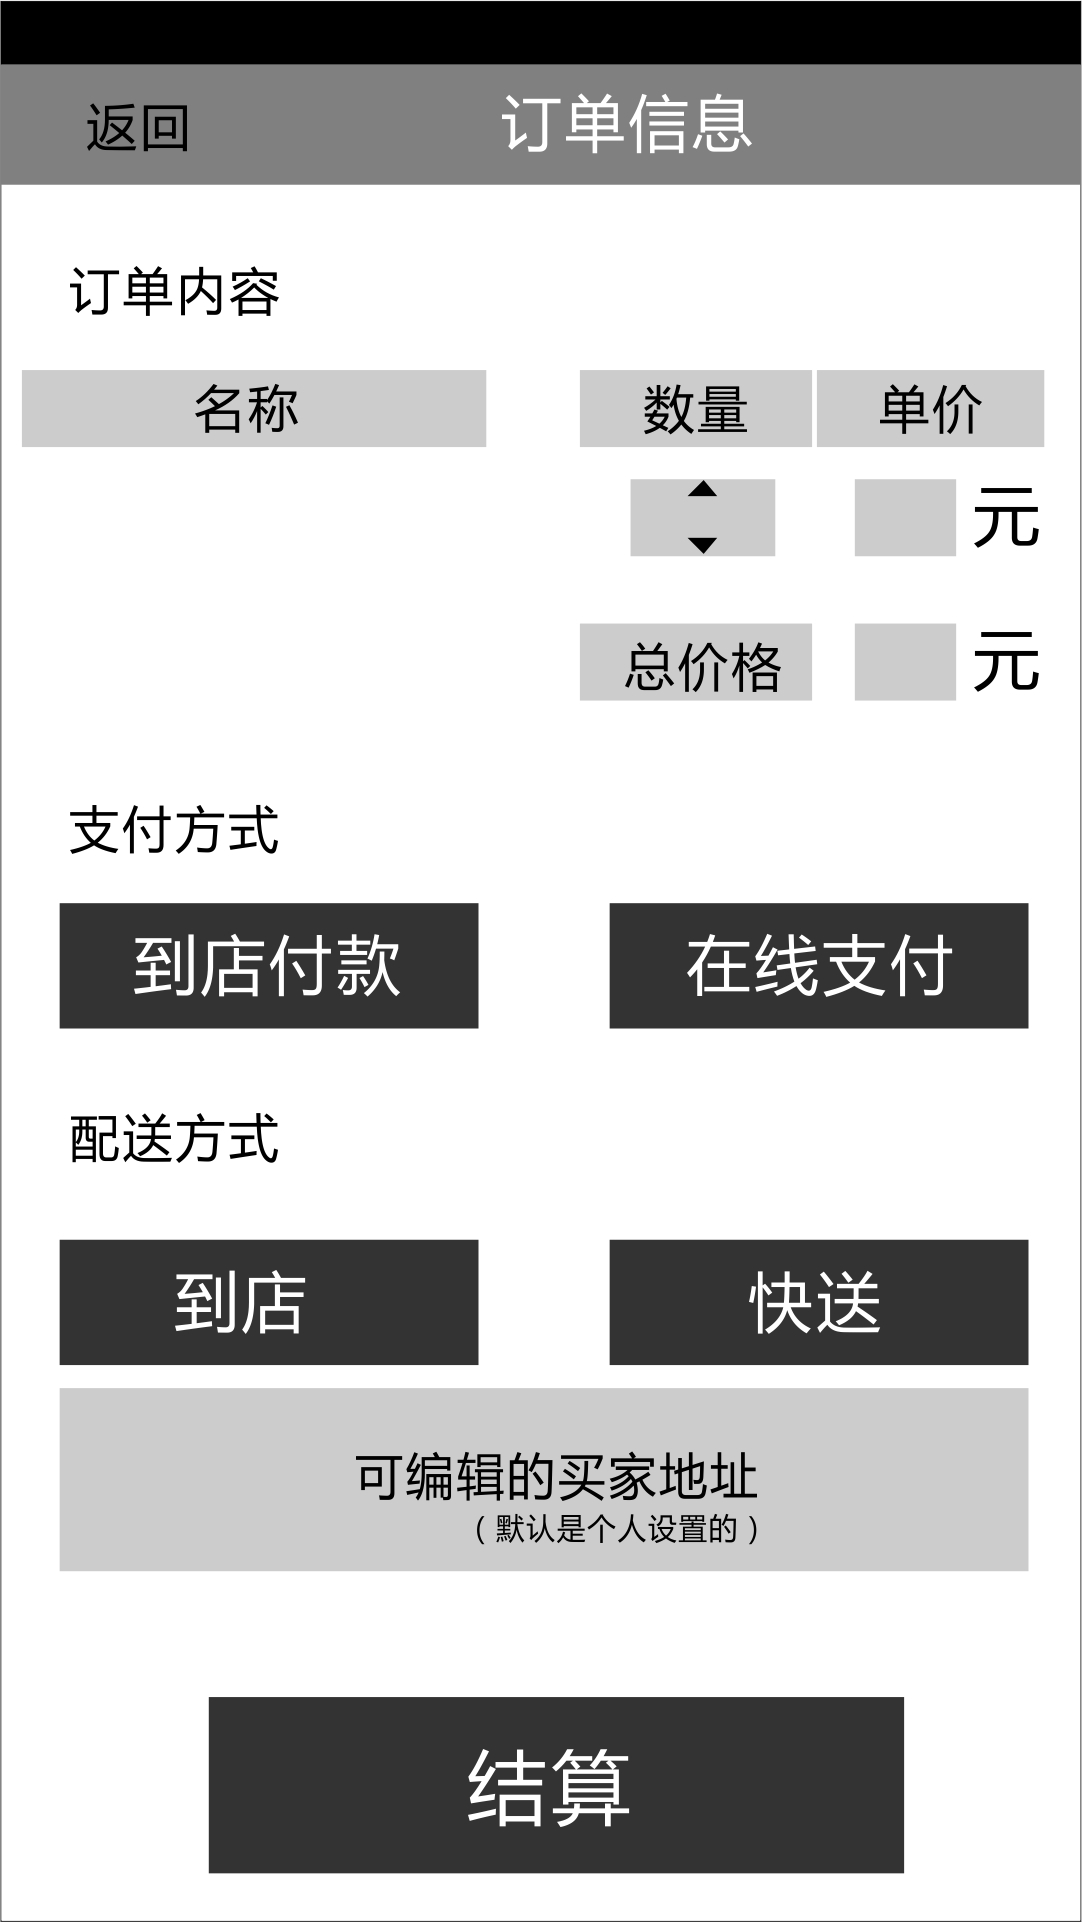 返回 订单信息
订单内容
名称 数量 单价
元
总价格 元
支付方式
到店付款 在线支付
配送方式
到店 快送
可编辑的买家地址
（默认是个人设置的）
结算